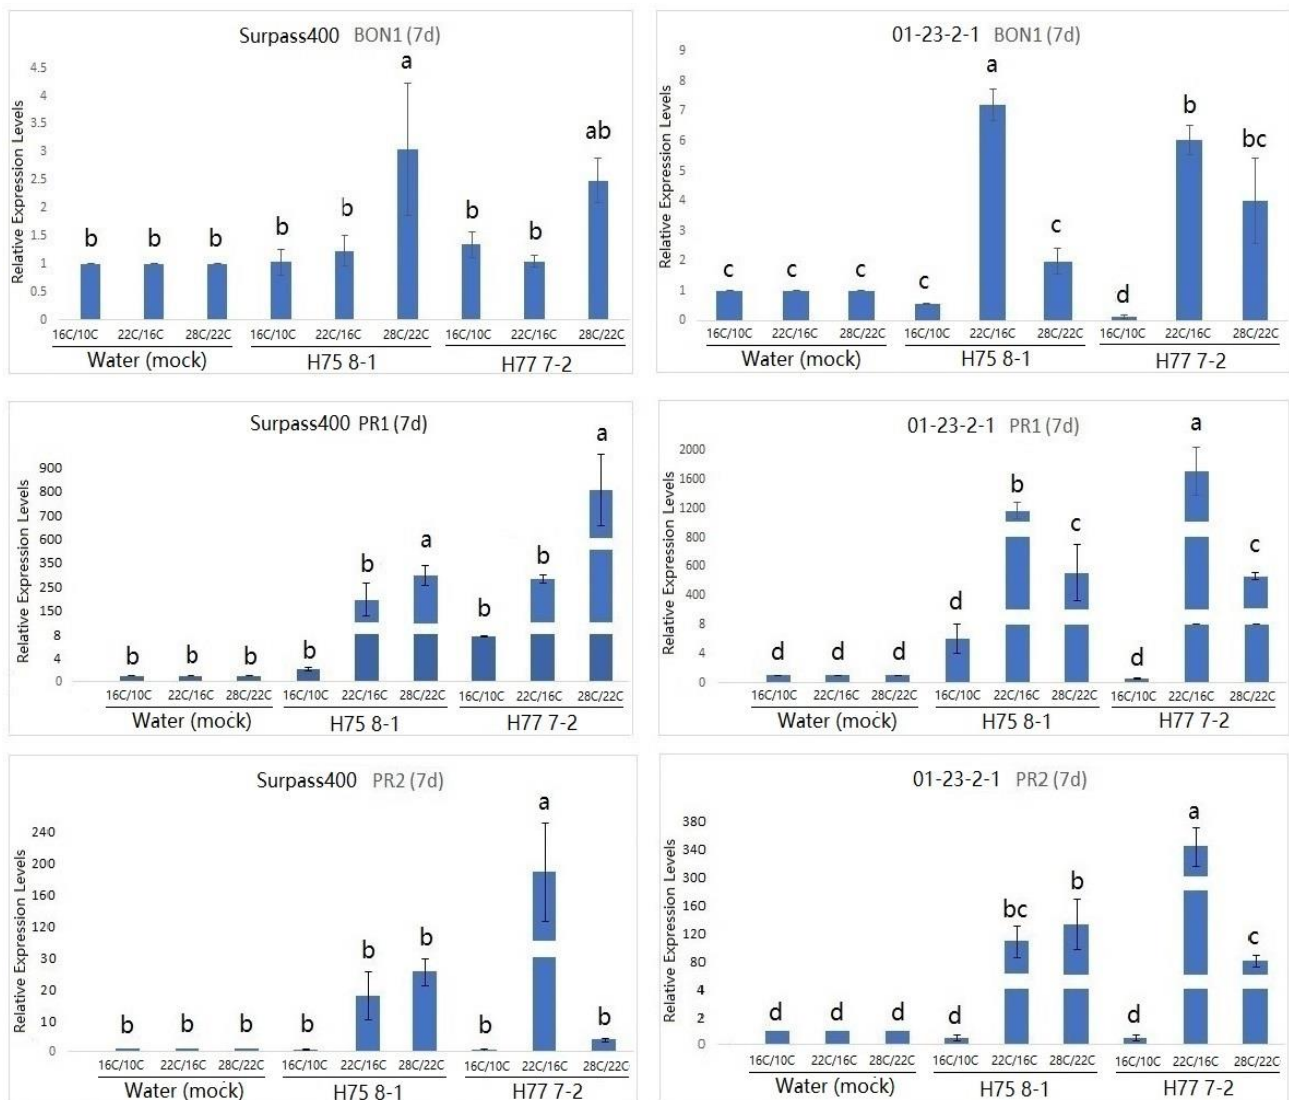 Surpass400 BON1 (7d)
Relative Expression Levels
4.5
4
3.5
3
2.5
2
1.5
1
0.5
0
b b b b b a b b ab
16C/10C 22C/16C 28C/22C 16C/10C 22C/16C 28C/22C 16C/10C 22C/16C 28C/22C
Water (mock) H75 8-1 H77 7-2
01-23-2-1 BON1 (7d)
Relative Expression Levels
9
8
7
6
5
4
3
2
1
0
c c c c a c d b bc
16C/10C 22C/16C 28C/22C 16C/10C 22C/16C 28C/22C 16C/10C 22C/16C 28C/22C
Water (mock) H75 8-1 H77 7-2
Surpass400 PR1 (7d)
Relative Expression Levels
900
800
700
600
350
250
150
8
4
0
b b b b b a b b a
16C/10C 22C/16C 28C/22C 16C/10C 22C/16C 28C/22C 16C/10C 22C/16C 28C/22C
Water (mock) H75 8-1 H77 7-2
01-23-2-1 PR1 (7d)
Relative Expression Levels
2000
1600
1200
800
600
400
8
4
0
d d d d b c d a c
16C/10C 22C/16C 28C/22C 16C/10C 22C/16C 28C/22C 16C/10C 22C/16C 28C/22C
Water (mock) H75 8-1 H77 7-2
Surpass400 PR2 (7d)
Relative Expression Levels
240
200
160
120
30
20
10
0
b b b b b b b a b
16C/10C 22C/16C 28C/22C 16C/10C 22C/16C 28C/22C 16C/10C 22C/16C 28C/22C
Water (mock) H75 8-1 H77 7-2
01-23-2-1 PR2 (7d)
Relative Expression Levels
380
340
300
160
120
80
4
2
0
d d d d bc b d a c
16C/10C 22C/16C 28C/22C 16C/10C 22C/16C 28C/22C 16C/10C 22C/16C 28C/22C
Water (mock) H75 8-1 H77 7-2